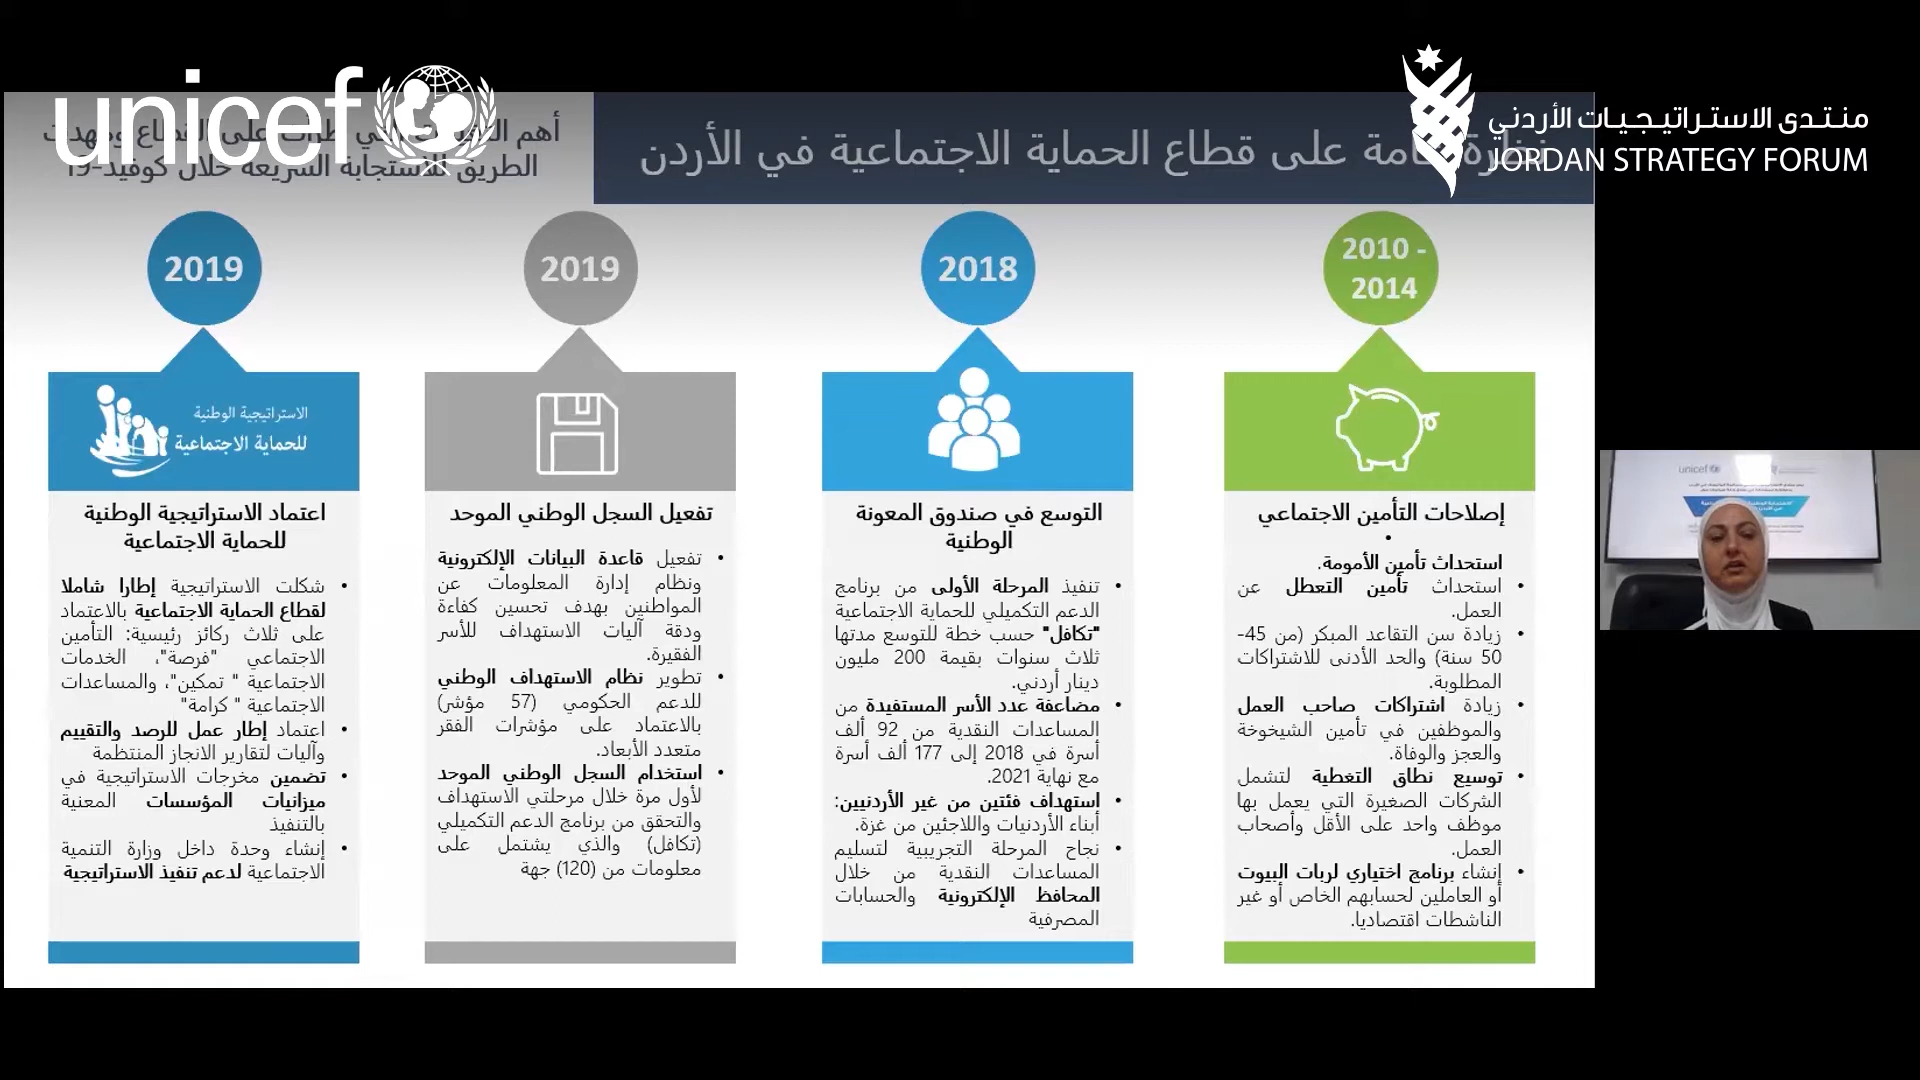 unicef
منتدى الاستراتيجيات الأردني
JORDAN STRATEGY FORUM
على قطاع الحماية الاجتماعية في الأردن
أهم
على القطاع
الطريق للاستجابة السريعة خلال كوفيد-19
2010 -
2014
إصلاحات التأمين الاجتماعي
•
استحداث تأمين الأمومة.
• استحداث تأمين التعطل عن
العمل.
• زيادة سن التقاعد المبكر (من 45-
50 سنة) والحد الأدنى للاشتراكات
المطلوبة.
• زيادة اشتراكات صاحب العمل
والموظفين في تأمين الشيخوخة
والعجز والوفاة.
• توسيع نطاق التغطية لتشمل
الشركات الصغيرة التي يعمل بها
موظف واحد على الأقل وأصحاب
العمل.
• إنشاء برنامج اختياري لربات البيوت
أو العاملين لحسابهم الخاص أو غير
الناشطات اقتصاديا.
2018
التوسع في صندوق المعونة
الوطنية
• تنفيذ المرحلة الأولى من برنامج
الدعم التكميلي للحماية الاجتماعية
"تكافل" حسب خطة للتوسع مدتها
ثلاث سنوات بقيمة 200 مليون
دينار أردني.
• مضاعفة عدد الأسر المستفيدة من
المساعدات النقدية من 92 ألف
أسرة في 2018 إلى 177 ألف أسرة
مع نهاية 2021.
• استهداف فئتين من غير الأردنيين:
أبناء الأردنيات واللاجئين من غزة.
• نجاح المرحلة التجريبية لتسليم
المساعدات النقدية من خلال
المحافظ الإلكترونية والحسابات
المصرفية
2019
تفعيل السجل الوطني الموحد
• تفعيل قاعدة البيانات الإلكترونية
ونظام إدارة المعلومات عن
المواطنين بهدف تحسين كفاءة
ودقة آليات الاستهداف للأسر
الفقيرة.
• تطوير نظام الاستهداف الوطني
للدعم الحكومي (57 مؤشر)
بالاعتماد على مؤشرات الفقر
متعدد الأبعاد.
• استخدام السجل الوطني الموحد
لأول مرة خلال مرحلتي الاستهداف
والتحقق من برنامج الدعم التكميلي
(تكافل) والذي يشتمل على
معلومات من (120) جهة
2019
الاستراتيجية الوطنية
للحماية الاجتماعية
اعتماد الاستراتيجية الوطنية
للحماية الاجتماعية
• شكلت الاستراتيجية إطارا شاملا
لقطاع الحماية الاجتماعية بالاعتماد
على ثلاث ركائز رئيسية: التأمين
الاجتماعي "فرصة"، الخدمات
الاجتماعية " تمكين"، والمساعدات
الاجتماعية " كرامة"
• اعتماد إطار عمل للرصد والتقييم
وآليات لتقارير الانجاز المنتظمة
• تضمين مخرجات الاستراتيجية في
ميزانيات المؤسسات المعنية
بالتنفيذ
• إنشاء وحدة داخل وزارة التنمية
الاجتماعية لدعم تنفيذ الاستراتيجية
unicef